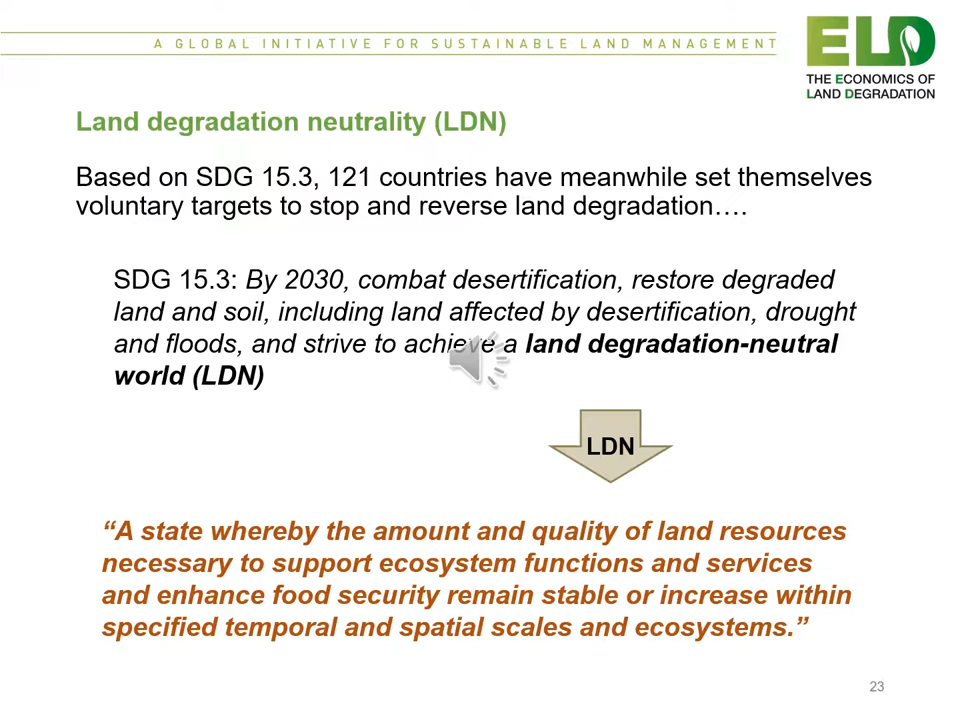 A GLOBAL INITIATIVE FOR SUSTAINABLE LAND MANAGEMENT
ELD
THE ECONOMICS OF
LAND DEGRADATION
Land degradation neutrality (LDN)
Based on SDG 15.3, 121 countries have meanwhile set themselves
voluntary targets to stop and reverse land degradation….
SDG 15.3: By 2030, combat desertification, restore degraded
land and soil, including land affected by desertification, drought
and floods, and strive to achieve a land degradation-neutral
world (LDN)
LDN
“A state whereby the amount and quality of land resources
necessary to support ecosystem functions and services
and enhance food security remain stable or increase within
specified temporal and spatial scales and ecosystems.”
23